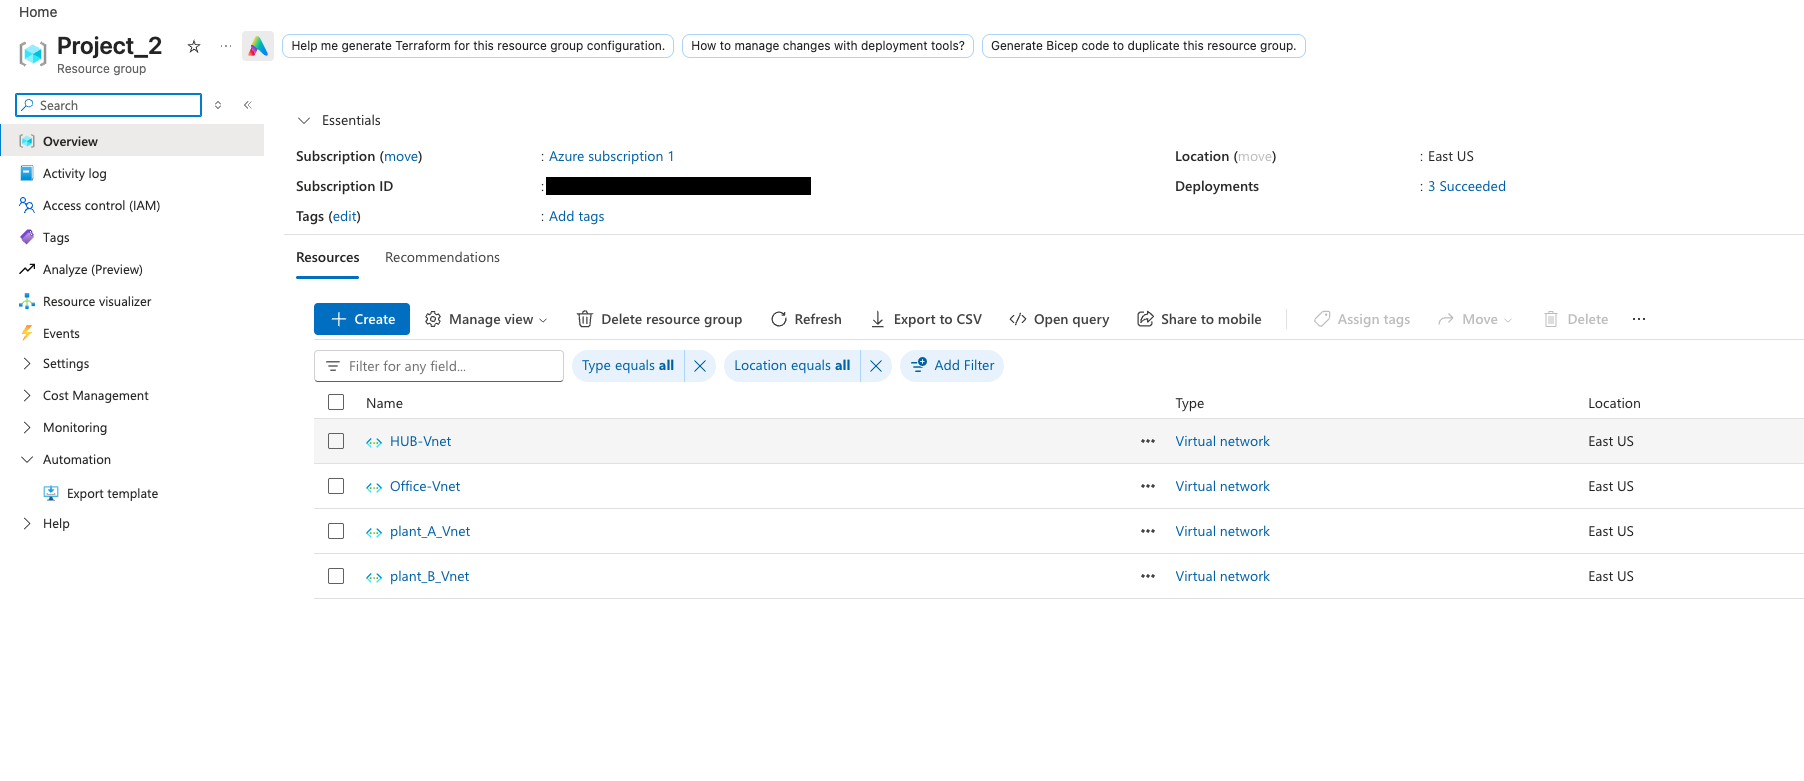 Home
Project_2
Resource group
Help me generate Terraform for this resource group configuration.
How to manage changes with deployment tools?
Generate Bicep code to duplicate this resource group.
Search
Overview
Activity log
Access control (IAM)
Tags
Analyze (Preview)
Resource visualizer
Events
Settings
Cost Management
Monitoring
Automation
Export template
Help
Essentials
Subscription (move) : Azure subscription 1
Subscription ID :
Tags (edit) : Add tags
Location (move) : East US
Deployments : 3 Succeeded
Resources Recommendations
Create Manage view Delete resource group Refresh Export to CSV Open query Share to mobile Assign tags Move Delete
Filter for any field... Type equals all Location equals all Add Filter
Name Type Location
HUB-Vnet Virtual network East US
Office-Vnet Virtual network East US
plant_A_Vnet Virtual network East US
plant_B_Vnet Virtual network East US